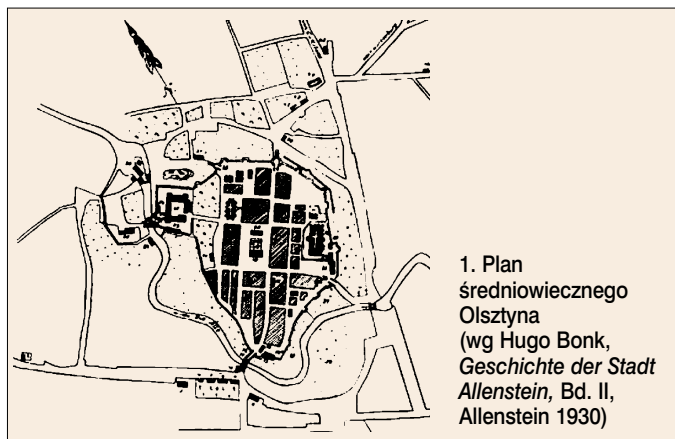 1. Plan
średniowiecznego
Olsztyna
(wg Hugo Bonk,
Geschichte der Stadt
Allenstein, Bd. II,
Allenstein 1930)